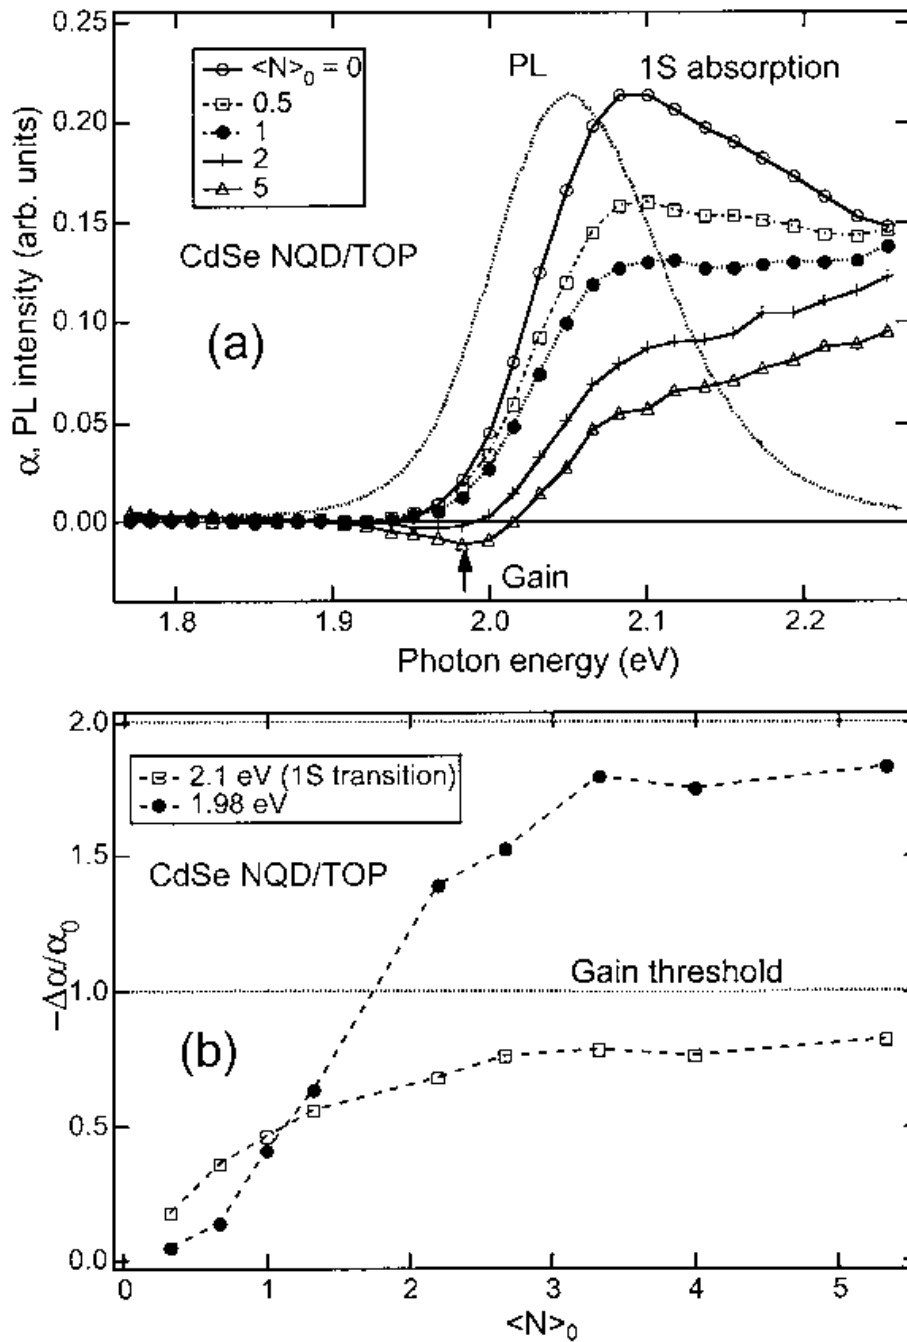 0.25
0.20
0.15
0.10
0.05
0.00
α, PL intensity (arb. units)
<N>₀ = 0
0.5
1
2
5
PL
1S absorption
CdSe NQD/TOP
(a)
Gain
1.8
1.9
2.0
2.1
2.2
Photon energy (eV)
2.0
1.5
1.0
0.5
0.0
−Δα/α₀
2.1 eV (1S transition)
1.98 eV
CdSe NQD/TOP
Gain threshold
(b)
0
1
2
3
4
5
<N>₀